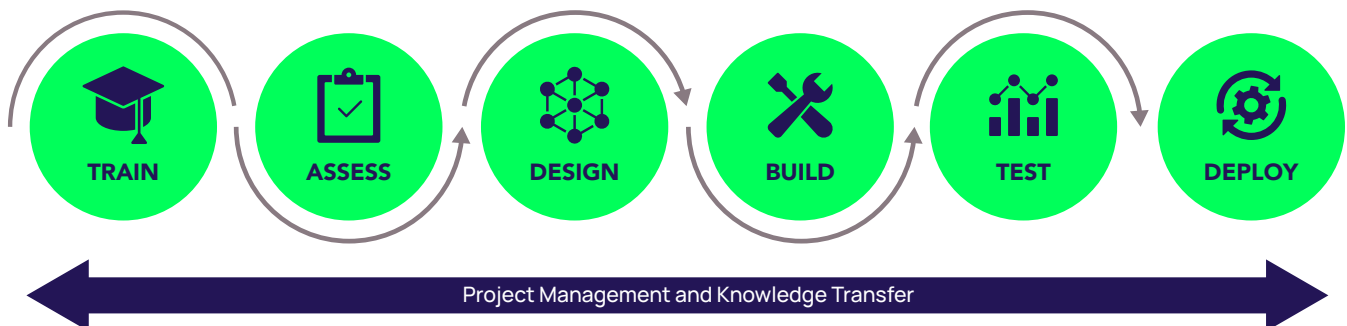 TRAIN
ASSESS
DESIGN
BUILD
TEST
DEPLOY
Project Management and Knowledge Transfer